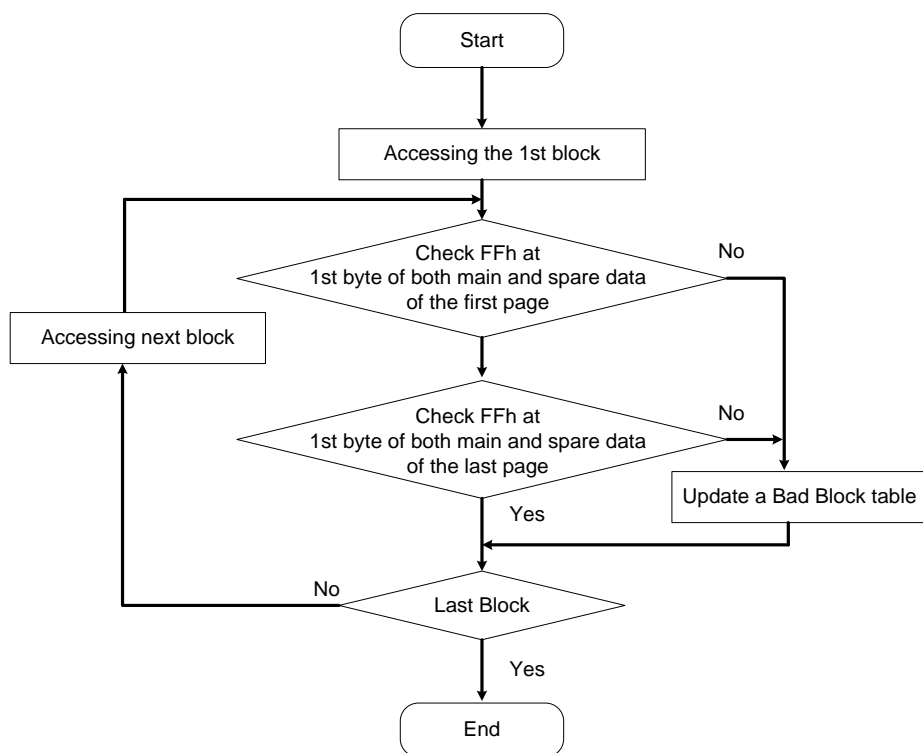 Start
Accessing the 1st block
Check FFh at
1st byte of both main and spare data
of the first page
No
Accessing next block
Check FFh at
1st byte of both main and spare data
of the last page
No
Update a Bad Block table
Yes
No
Last Block
Yes
End